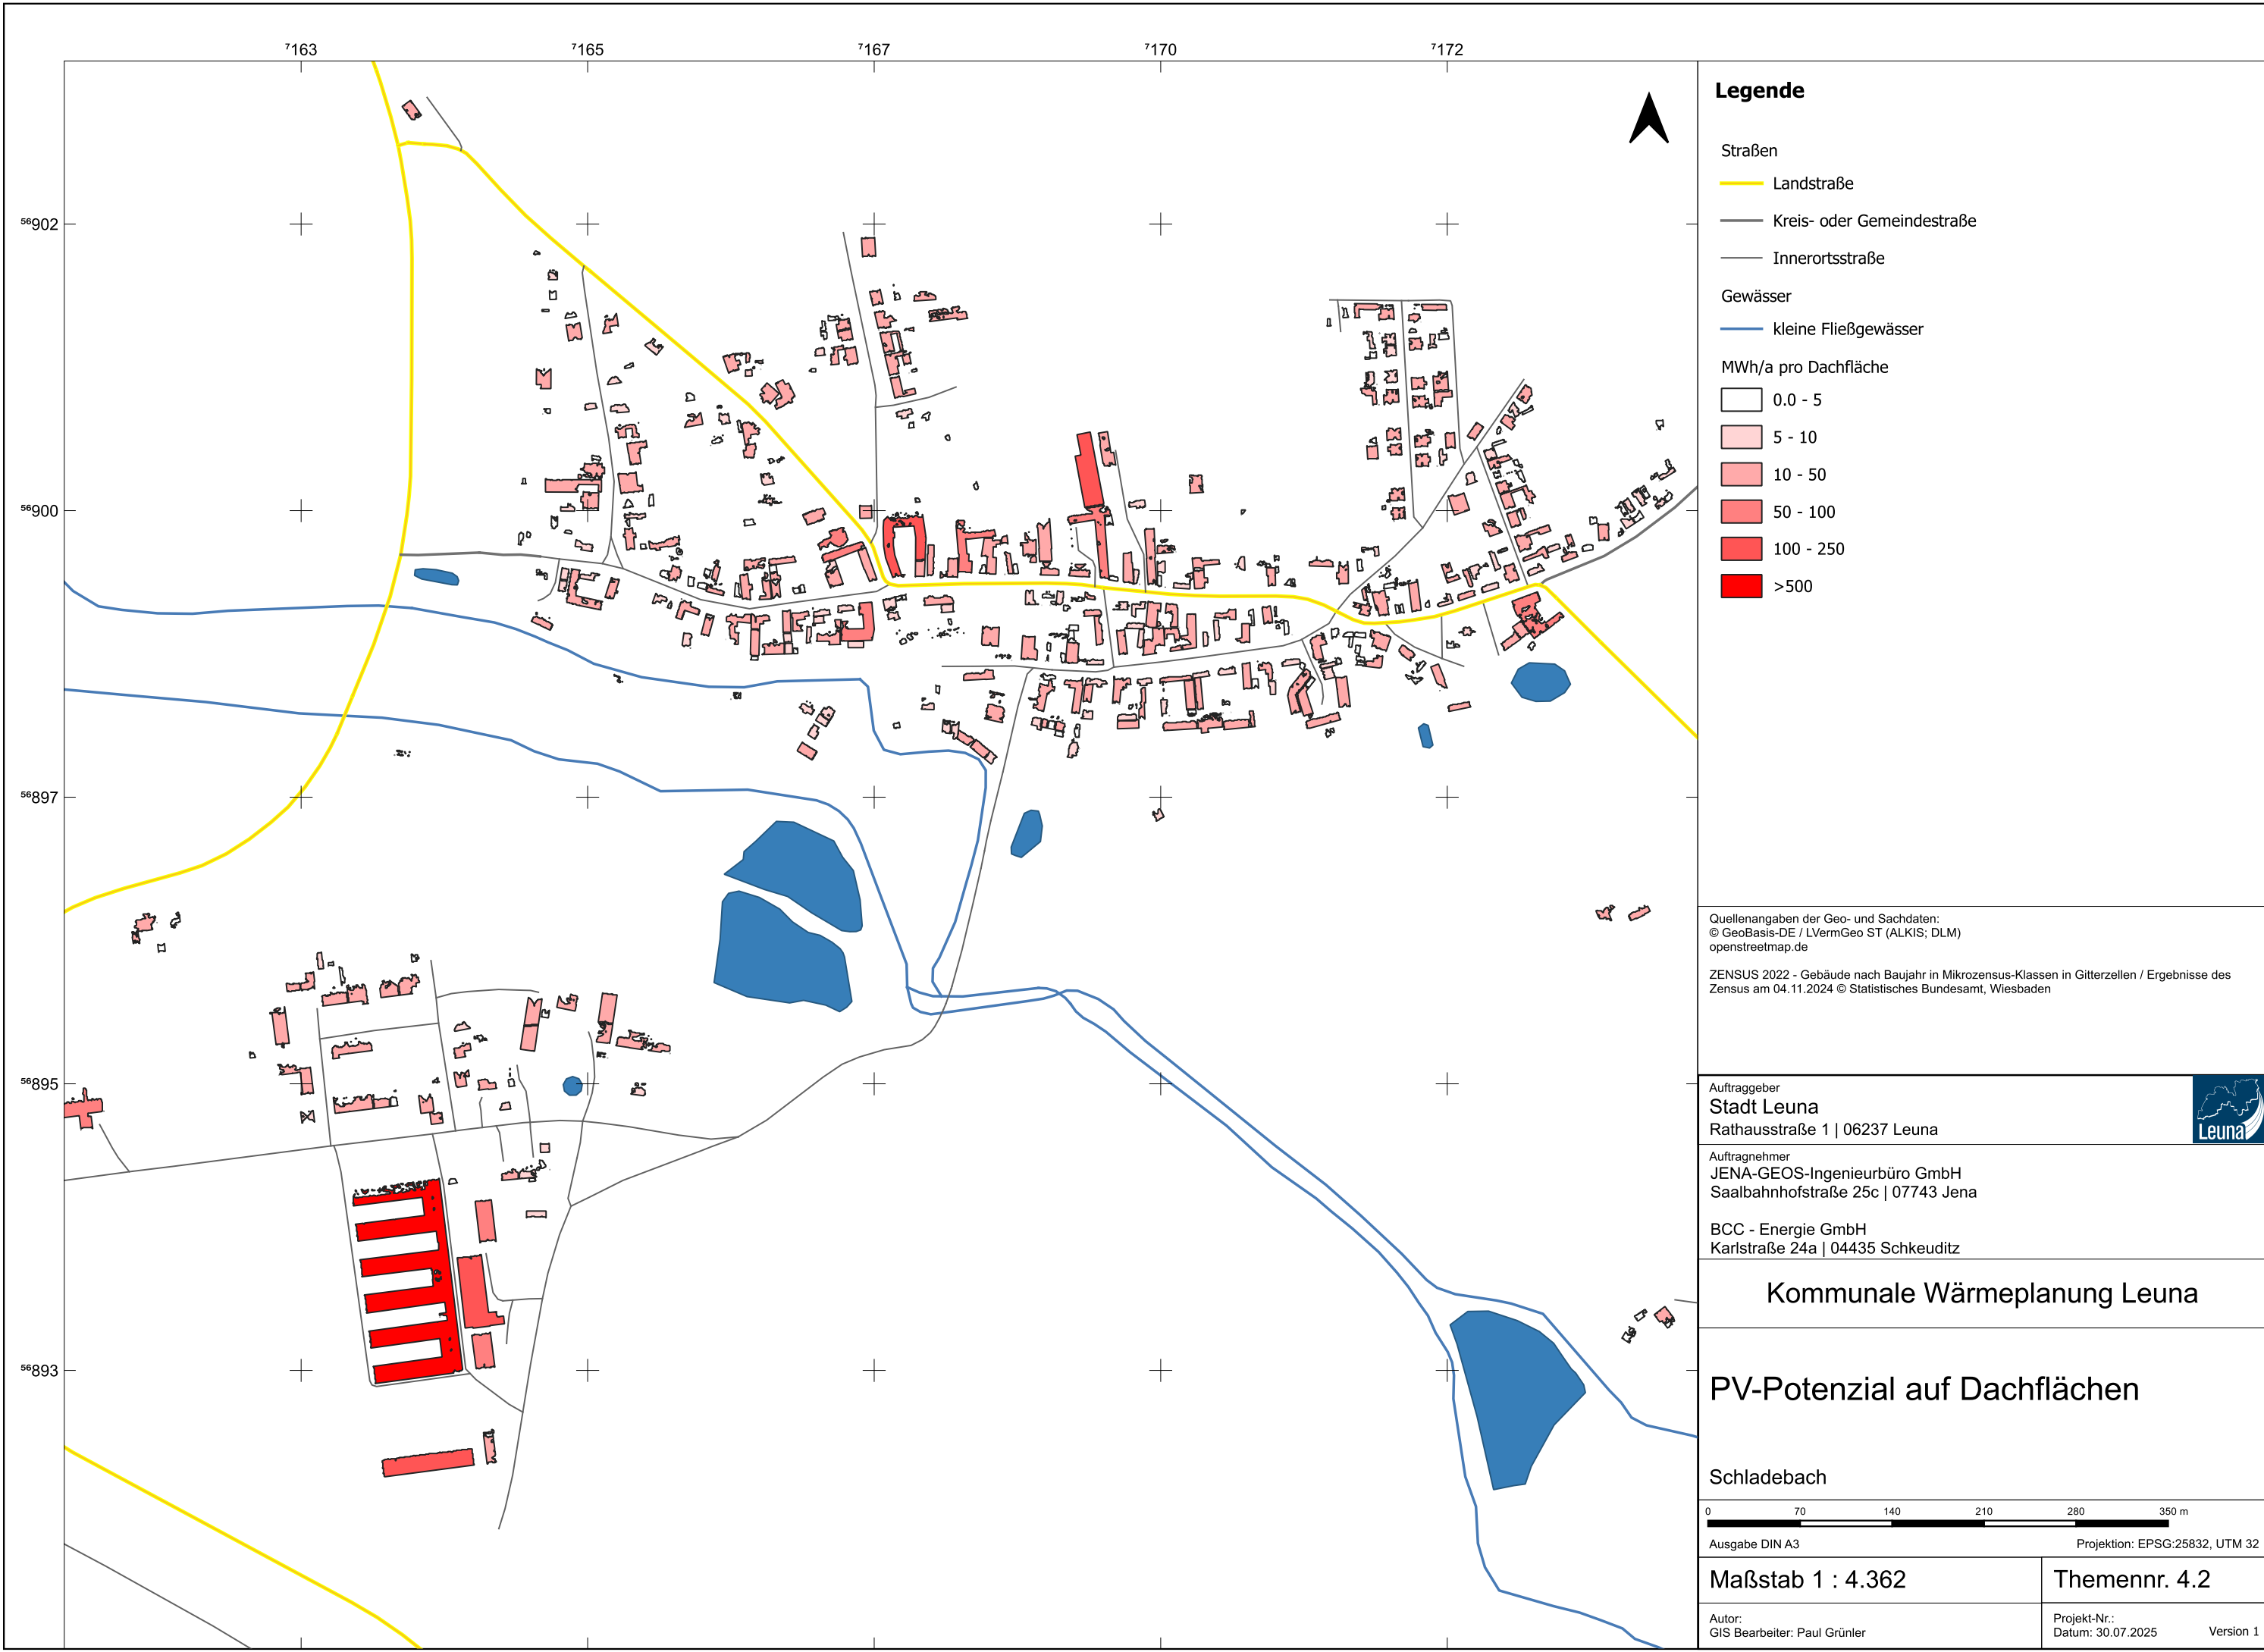 7163 7165 7167 7170 7172
56902
56900
56897
56895
56893
Legende
Straßen
Landstraße
Kreis- oder Gemeindestraße
Innerortsstraße
Gewässer
kleine Fließgewässer
MWh/a pro Dachfläche
0.0 - 5
5 - 10
10 - 50
50 - 100
100 - 250
>500
Quellenangaben der Geo- und Sachdaten:
© GeoBasis-DE / LVermGeo ST (ALKIS; DLM)
openstreetmap.de
ZENSUS 2022 - Gebäude nach Baujahr in Mikrozensus-Klassen in Gitterzellen / Ergebnisse des
Zensus am 04.11.2024 © Statistisches Bundesamt, Wiesbaden
Auftraggeber
Stadt Leuna
Rathausstraße 1 | 06237 Leuna
Leuna
Auftragnehmer
JENA-GEOS-Ingenieurbüro GmbH
Saalbahnhofstraße 25c | 07743 Jena
BCC - Energie GmbH
Karlstraße 24a | 04435 Schkeuditz
Kommunale Wärmeplanung Leuna
PV-Potenzial auf Dachflächen
Schladebach
0 70 140 210 280 350 m
Ausgabe DIN A3 Projektion: EPSG:25832, UTM 32
Maßstab 1 : 4.362 Themennr. 4.2
Autor:
GIS Bearbeiter: Paul Grünler
Projekt-Nr.:
Datum: 30.07.2025 Version 1